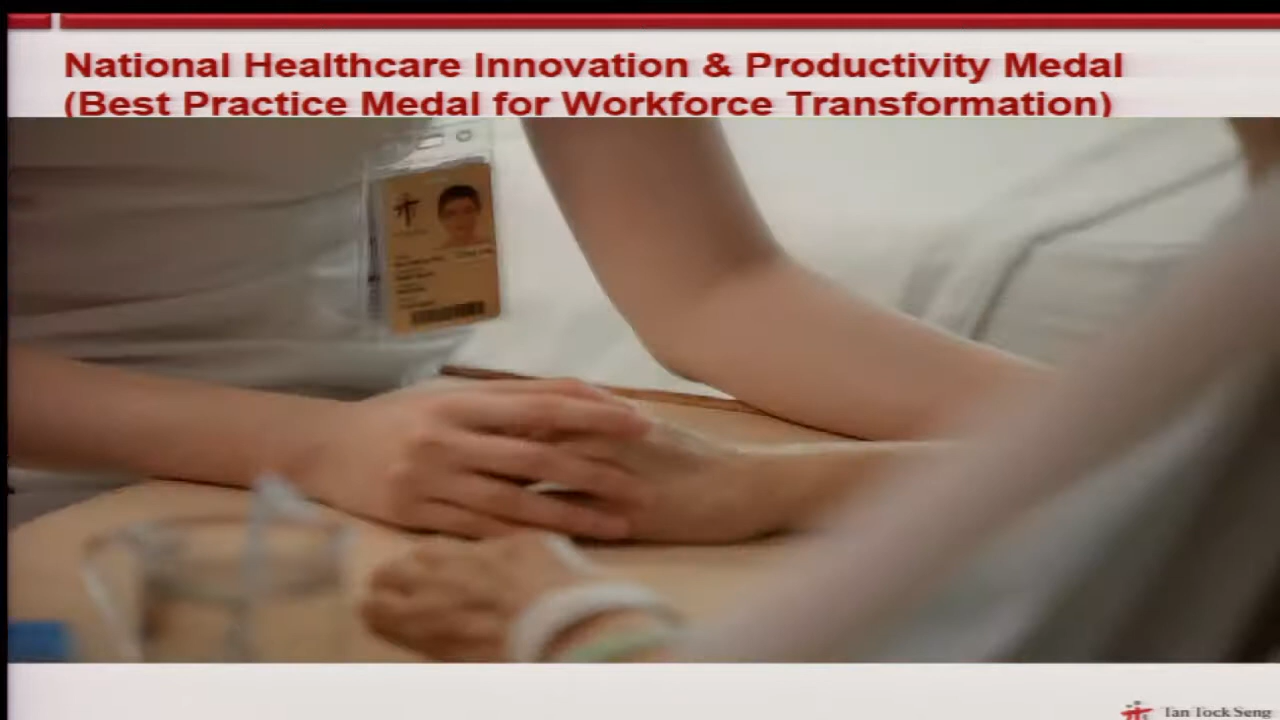 National Healthcare Innovation & Productivity Medal
(Best Practice Medal for Workforce Transformation)
Tan Tock Seng